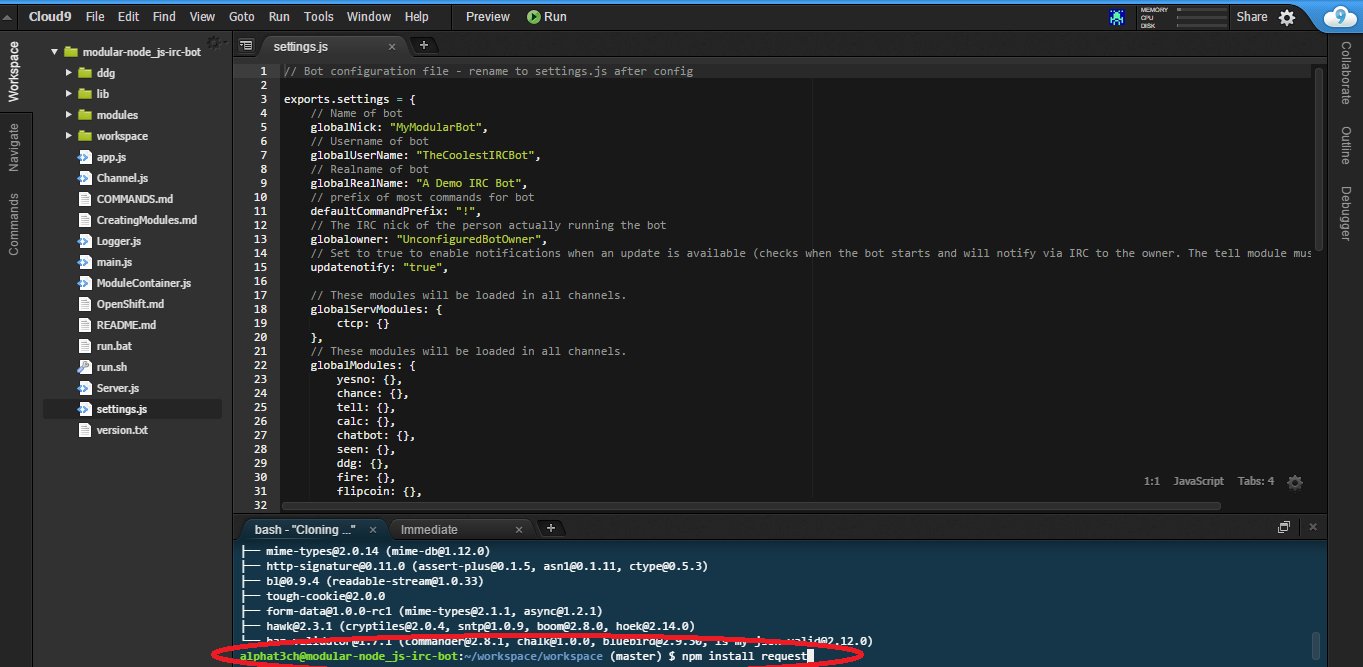 Cloud9 File Edit Find View Goto Run Tools Window Help Preview Run MEMORY CPU DISK Share
Workspace
Navigate
Commands
modular-node_js-irc-bot
ddg
lib
modules
workspace
app.js
Channel.js
COMMANDS.md
CreatingModules.md
Logger.js
main.js
ModuleContainer.js
OpenShift.md
README.md
run.bat
run.sh
Server.js
settings.js
version.txt
settings.js
1 // Bot configuration file - rename to settings.js after config
2
3 exports.settings = {
4 // Name of bot
5 globalNick: "MyModularBot",
6 // Username of bot
7 globalUserName: "TheCoolestIRCBot",
8 // Realname of bot
9 globalRealName: "A Demo IRC Bot",
10 // prefix of most commands for bot
11 defaultCommandPrefix: "!",
12 // The IRC nick of the person actually running the bot
13 globalowner: "UnconfiguredBotOwner",
14 // Set to true to enable notifications when an update is available (checks when the bot starts and will notify via IRC to the owner. The tell module mus
15 updatenotify: "true",
16
17 // These modules will be loaded in all channels.
18 globalServModules: {
19 ctcp: {}
20 },
21 // These modules will be loaded in all channels.
22 globalModules: {
23 yesno: {},
24 chance: {},
25 tell: {},
26 calc: {},
27 chatbot: {},
28 seen: {},
29 ddg: {},
30 fire: {},
31 flipcoin: {},
32
1:1 JavaScript Tabs: 4
Collaborate
Outline
Debugger
bash - "Cloning ..." Immediate
├── mime-types@2.0.14 (mime-db@1.12.0)
├── http-signature@0.11.0 (assert-plus@0.1.5, asn1@0.1.11, ctype@0.5.3)
├── bl@0.9.4 (readable-stream@1.0.33)
├── tough-cookie@2.0.0
├── form-data@1.0.0-rc1 (mime-types@2.1.1, async@1.2.1)
├── hawk@2.3.1 (cryptiles@2.0.4, sntp@1.0.9, boom@2.8.0, hoek@2.14.0)
└── har-validator@1.7.1 (commander@2.8.1, chalk@1.0.0, bluebird@2.9.30, is-my-json-valid@2.12.0)
alphat3ch@modular-node_js-irc-bot:~/workspace/workspace (master) $ npm install request